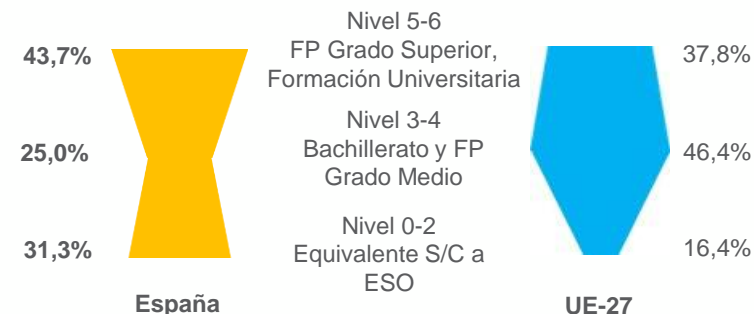 Nivel 5-6
FP Grado Superior,
Formación Universitaria
43,7%
37,8%
Nivel 3-4
Bachillerato y FP
Grado Medio
25,0%
46,4%
Nivel 0-2
Equivalente S/C a
ESO
31,3%
16,4%
España
UE-27